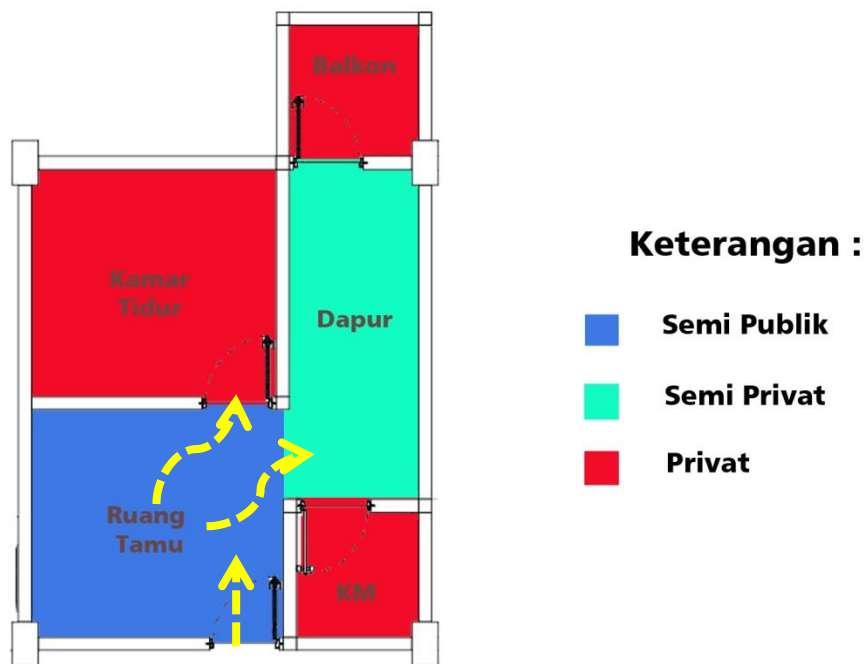 Balkon
Kamar
Tidur
Dapur
Ruang
Tamu
KM
Keterangan :
Semi Publik
Semi Privat
Privat